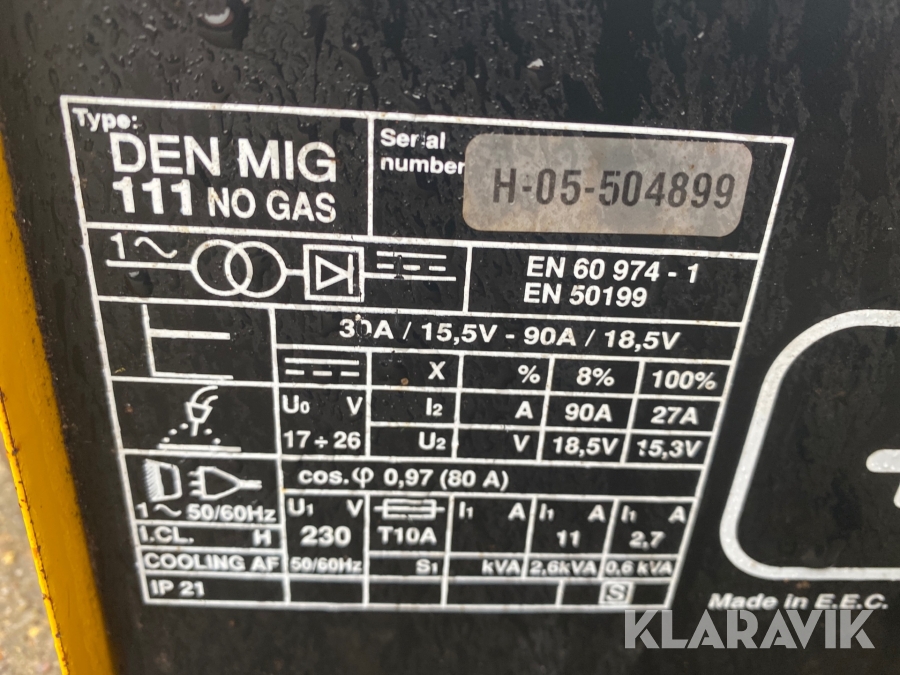 Type:
DEN MIG
111 NO GAS
Serial
number
H-05-504899
1~
EN 60 974 - 1
EN 50199
30A / 15,5V - 90A / 18,5V
X % 8% 100%
U0 V I2 A 90A 27A
17÷26 U2 V 18,5V 15,3V
cos.φ 0,97 (80 A)
1~ 50/60Hz U1 V I1 A I1 A I1 A
I.CL. H 230 T10A 11 2,7
COOLING AF 50/60Hz S1 kVA 2,6kVA 0,6 kVA
IP 21 S
Made in E.E.C.
KLARAVIK